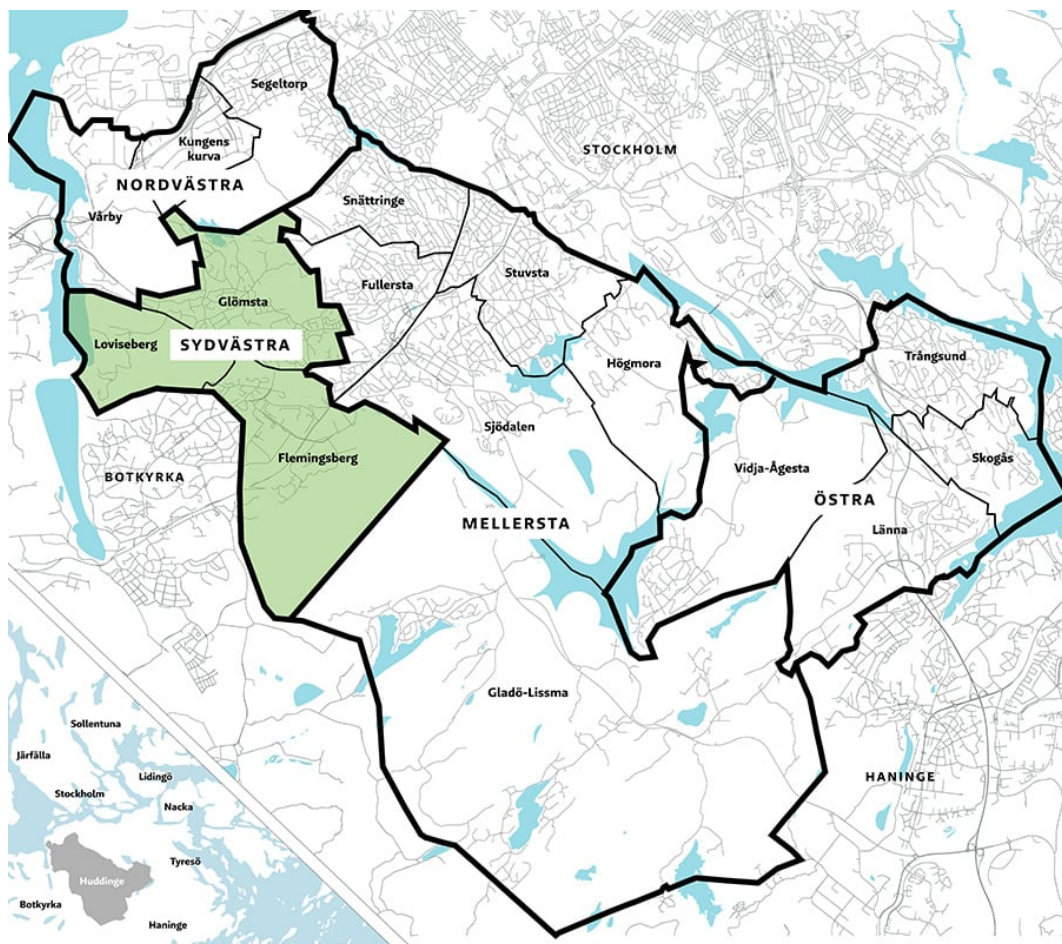 Segeltorp
Kungens
kurva
STOCKHOLM
NORDVÄSTRA
Snättringe
Vårby
Stuvsta
Fullersta
Glömsta
Loviseberg
SYDVÄSTRA
Trångsund
Högmora
Sjödalen
Flemingsberg
Skogås
Vidja-Ågesta
BOTKYRKA
ÖSTRA
MELLERSTA
Länna
Gladö-Lissma
HANINGE
Sollentuna
Järfälla
Lidingö
Stockholm
Nacka
Tyresö
Huddinge
Botkyrka
Haninge